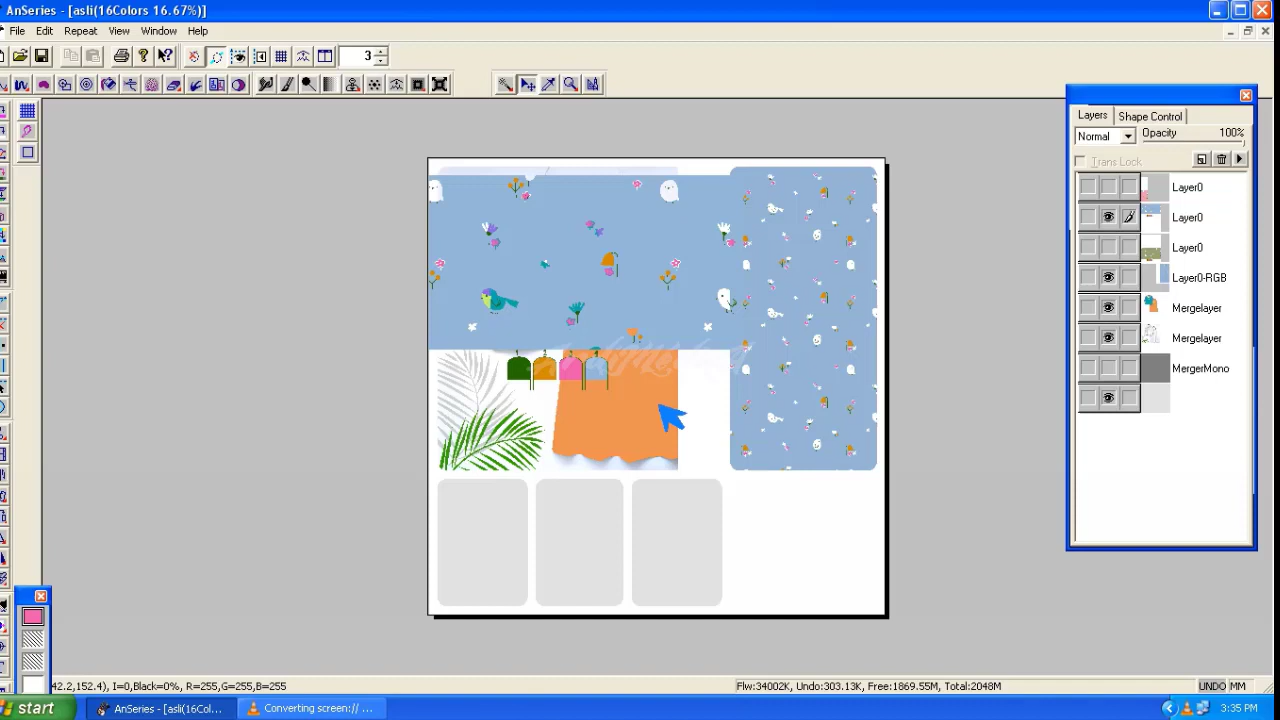 AnSeries - [asli(16Colors 16.67%)]
File Edit Repeat View Window Help
3
Layers Shape Control
Normal Opacity 100%
Trans Lock
Layer0
Layer0
Layer0
Layer0-RGB
Mergelayer
Mergelayer
MergerMono
42.2,152.4), I=0,Black=0%, R=255,G=255,B=255
Flw:34002K, Undo:303.13K, Free:1869.55M, Total:2048M
UNDO MM
start
AnSeries - [asli(16Col...
Converting screen:// ...
3:35 PM